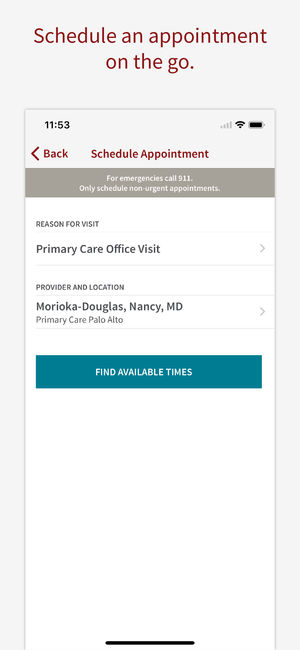 Schedule an appointment
on the go.
11:53
Back
Schedule Appointment
For emergencies call 911.
Only schedule non-urgent appointments.
REASON FOR VISIT
Primary Care Office Visit
PROVIDER AND LOCATION
Morioka-Douglas, Nancy, MD
Primary Care Palo Alto
FIND AVAILABLE TIMES